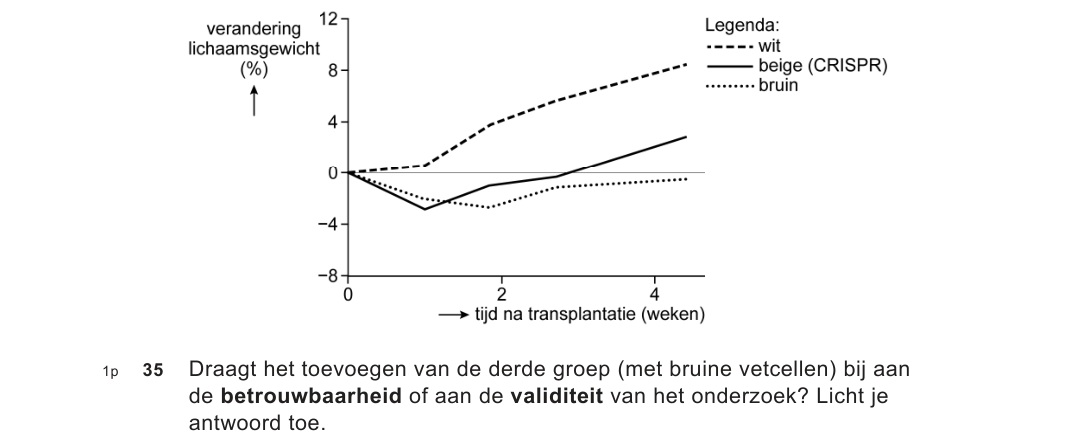 verandering
lichaamsgewicht
(%)
12
8
4
0
−4
−8
0
2
4
tijd na transplantatie (weken)
Legenda:
wit
beige (CRISPR)
bruin
1p 35 Draagt het toevoegen van de derde groep (met bruine vetcellen) bij aan
de betrouwbaarheid of aan de validiteit van het onderzoek? Licht je
antwoord toe.